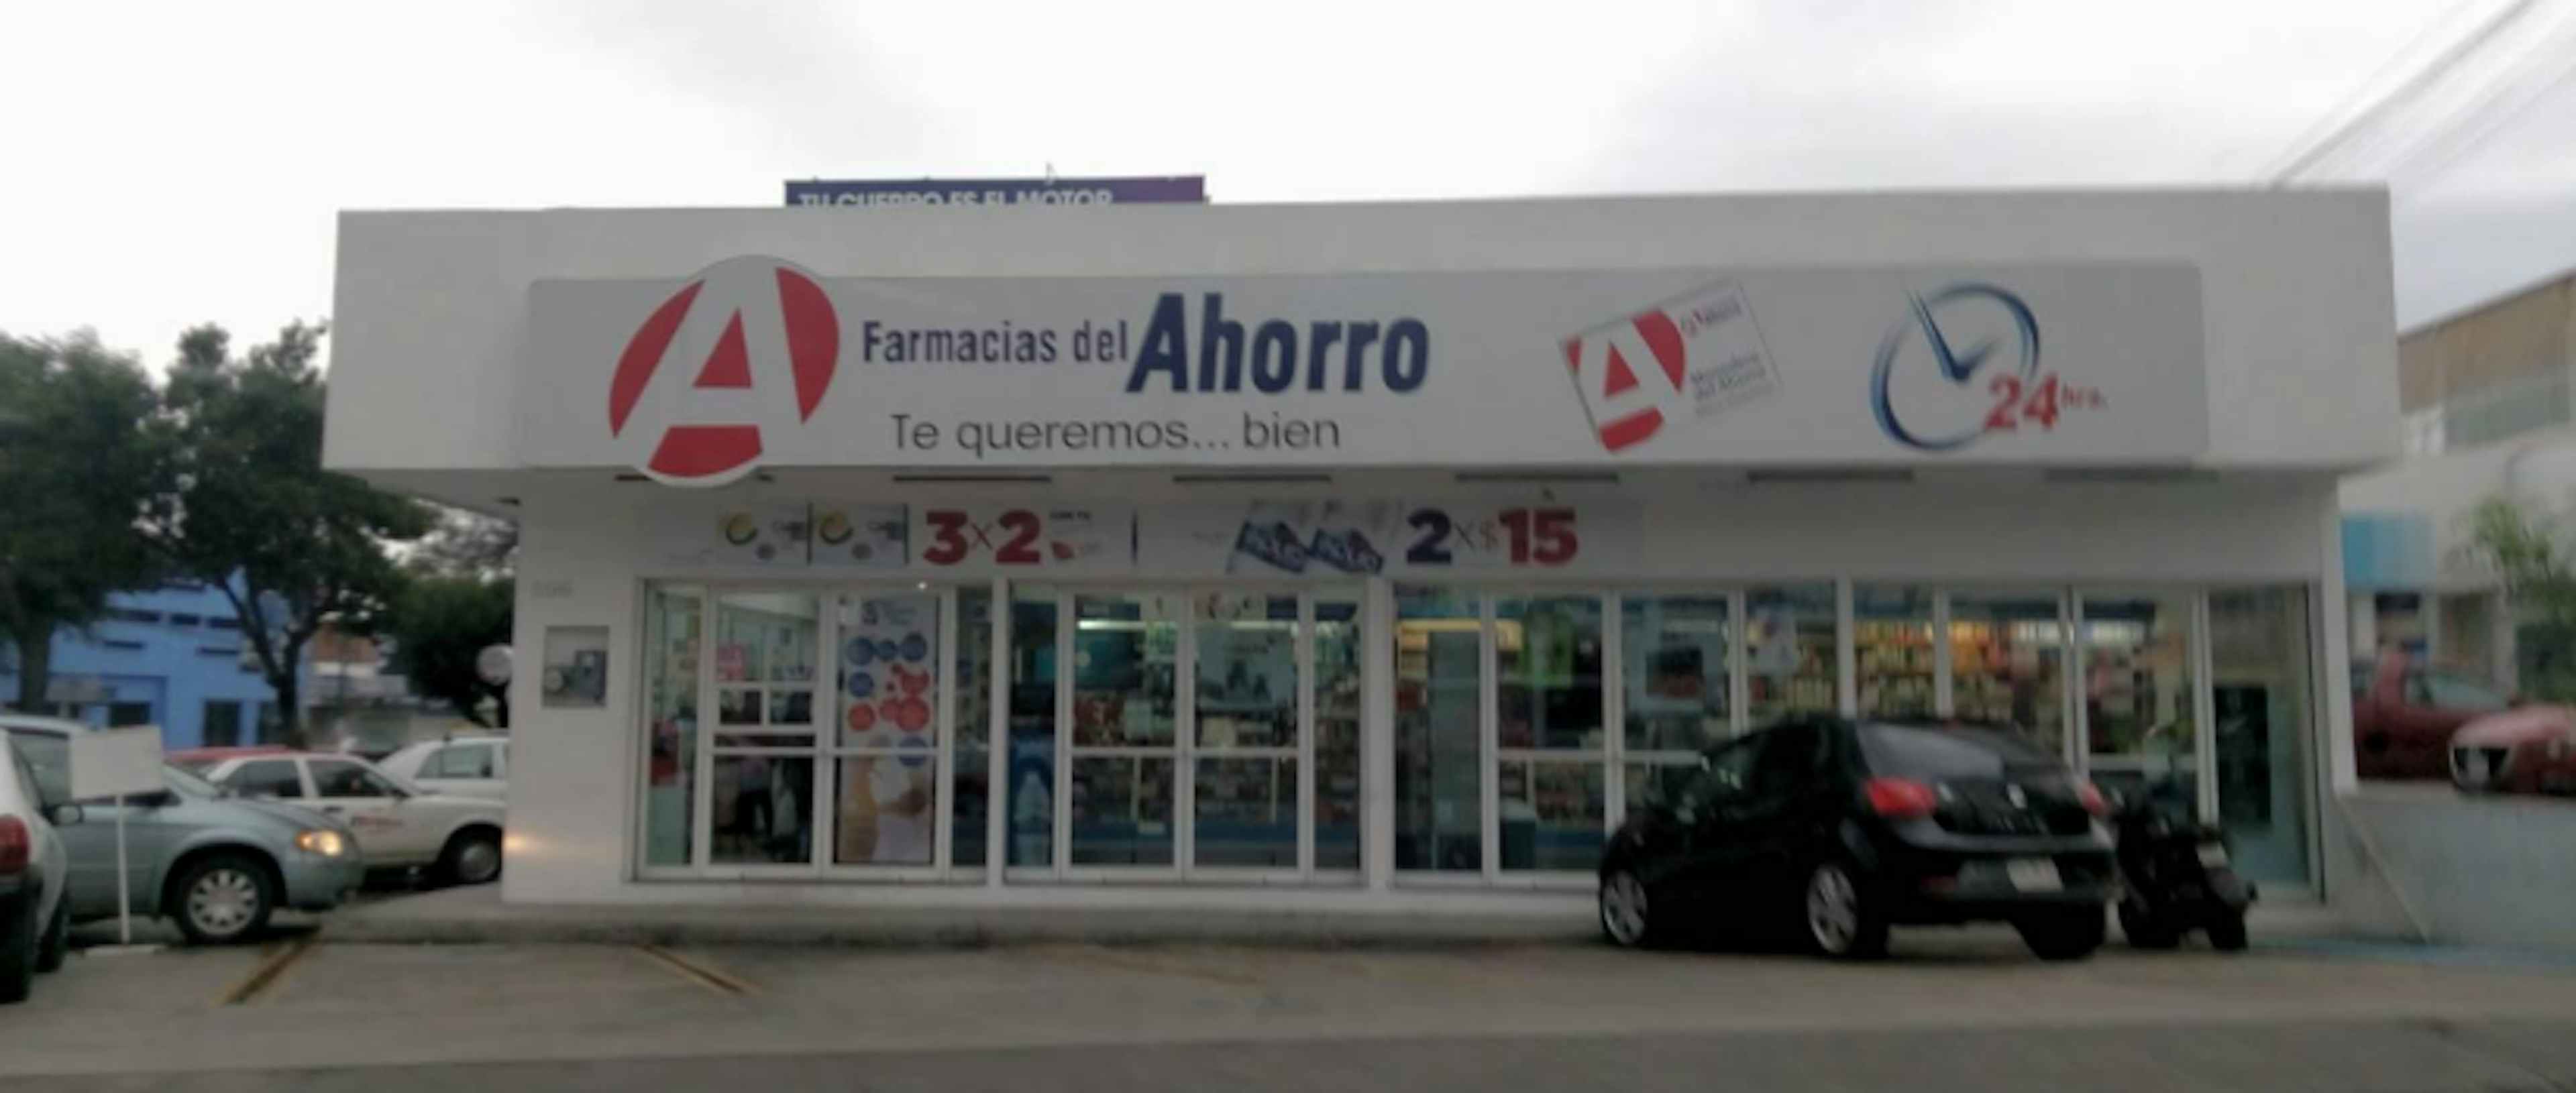 TU CUERPO ES EL MOTOR
A
Farmacias del Ahorro
Te queremos... bien
A
24 hrs.
3x2
2x$15